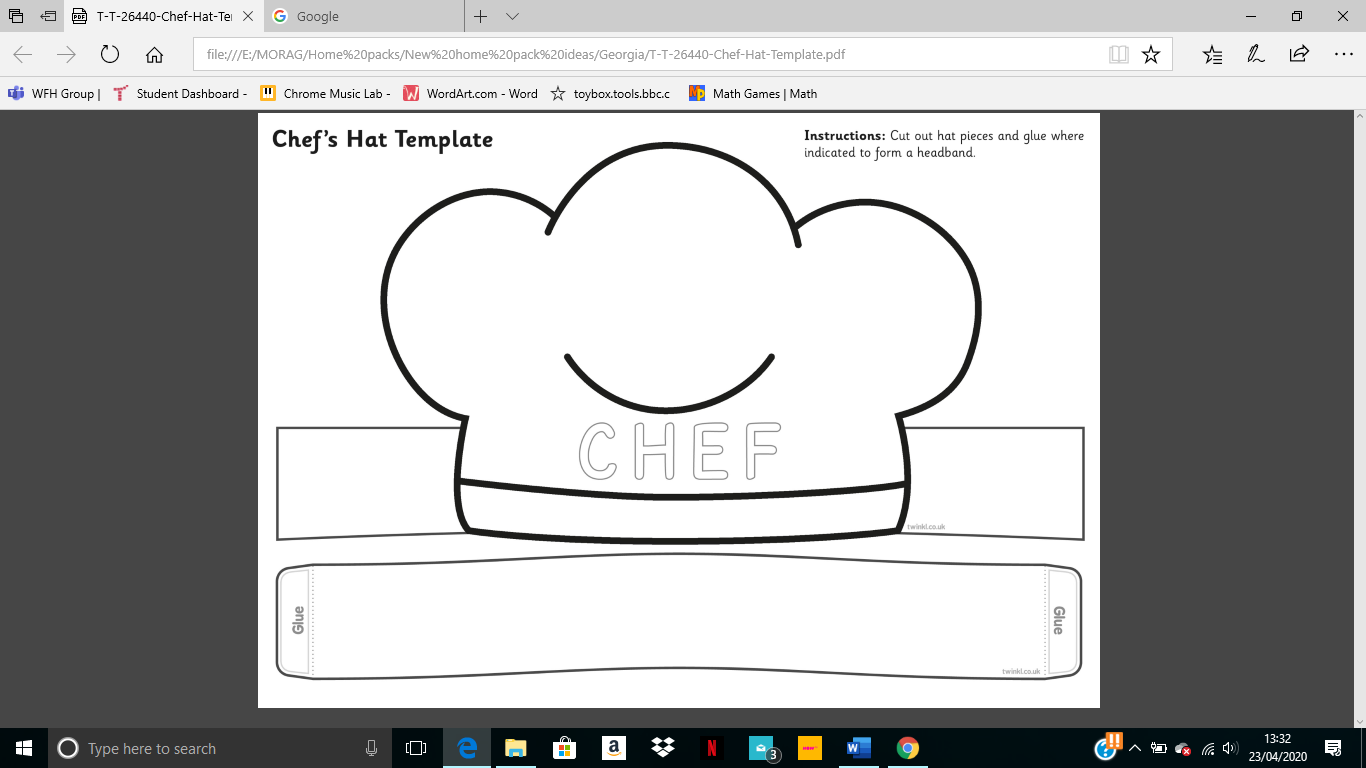 T-T-26440-Chef-Hat-Ter
Google
file:///E:/MORAG/Home%20packs/New%20home%20pack%20ideas/Georgia/T-T-26440-Chef-Hat-Template.pdf
WFH Group |
Student Dashboard -
Chrome Music Lab -
WordArt.com - Word
toybox.tools.bbc.c
Math Games | Math
Chef's Hat Template
Instructions: Cut out hat pieces and glue where
indicated to form a headband.
CHEF
twinkl.co.uk
Glue
Glue
twinkl.co.uk
Type here to search
3
13:32
23/04/2020